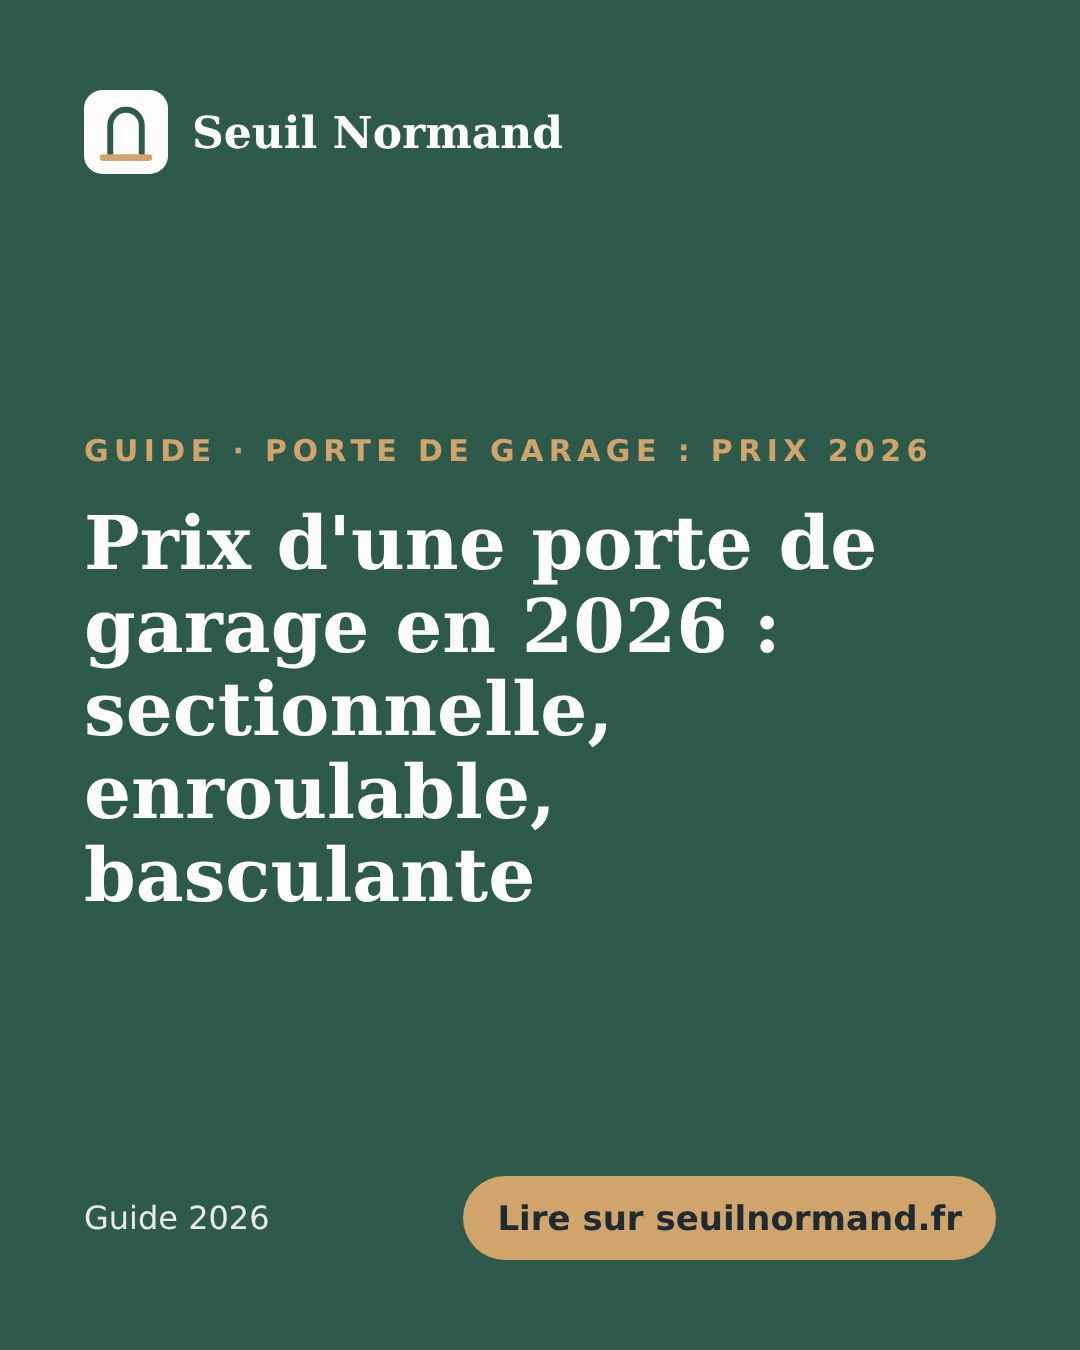 Seuil Normand
GUIDE · PORTE DE GARAGE : PRIX 2026
Prix d'une porte de
garage en 2026 :
sectionnelle,
enroulable,
basculante
Guide 2026
Lire sur seuilnormand.fr